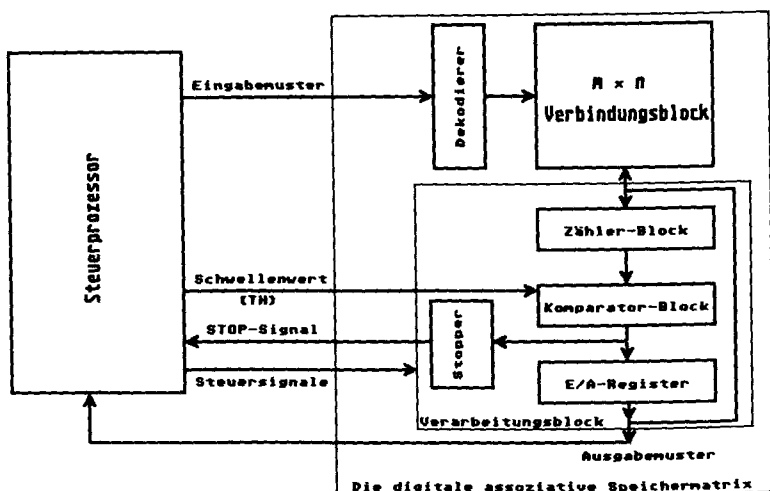 Steuerprozessor
Eingabemuster
Dekodierer
M × N
Verbindungsblock
Zähler-Block
Schwellenwert
(TH)
Komparator-Block
STOP-Signal
Stopper
Steuersignale
E/A-Register
Verarbeitungsblock
Ausgabemuster
Die digitale assoziative Speichermatrix